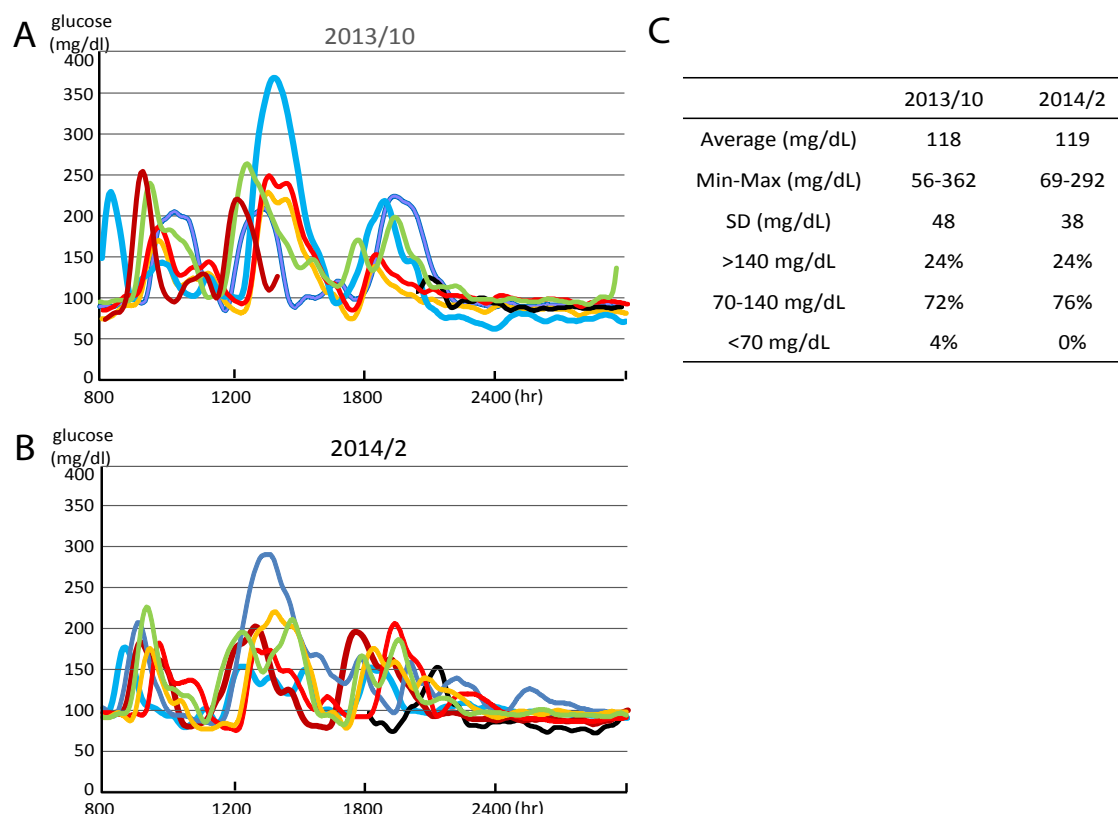 A
glucose
(mg/dl)
2013/10
400
350
300
250
200
150
100
50
0
800
1200
1800
2400 (hr)
B
glucose
(mg/dl)
2014/2
400
350
300
250
200
150
100
50
0
800
1200
1800
2400 (hr)
C
2013/10 2014/2
Average (mg/dL) 118 119
Min-Max (mg/dL) 56-362 69-292
SD (mg/dL) 48 38
>140 mg/dL 24% 24%
70-140 mg/dL 72% 76%
<70 mg/dL 4% 0%